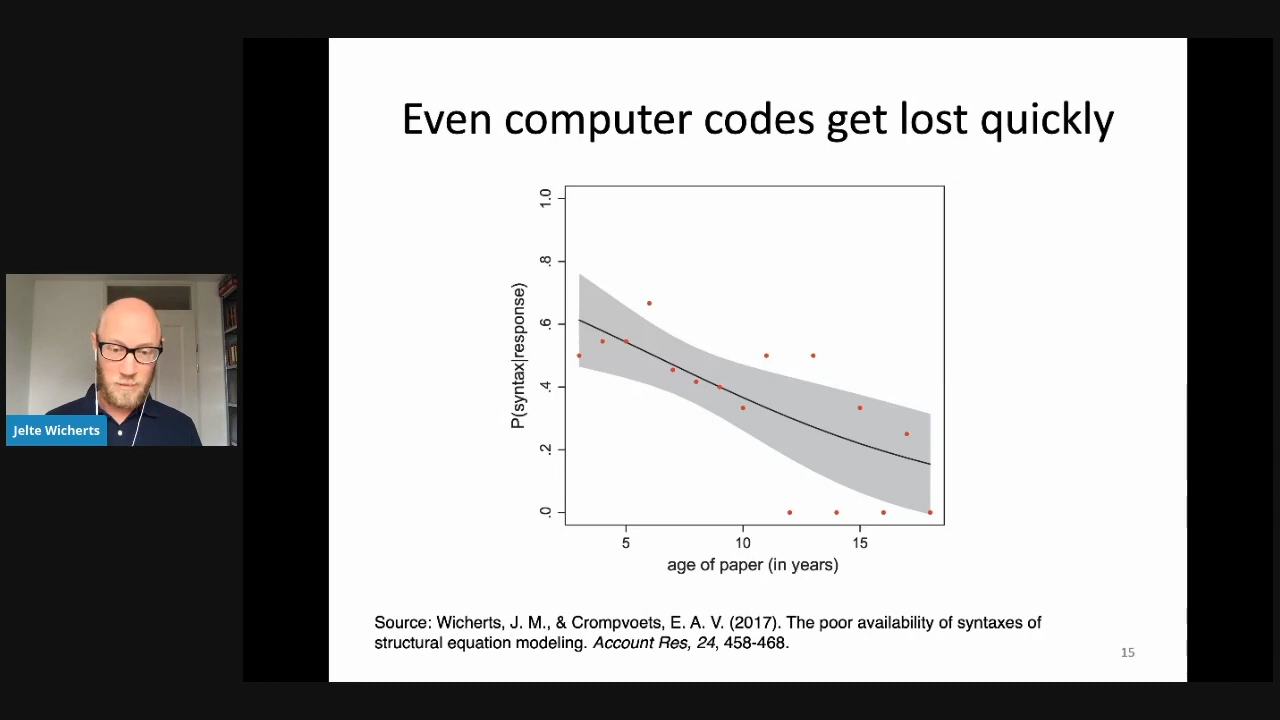 Even computer codes get lost quickly
1.0
.8
.6
.4
.2
.0
P(syntax|response)
5 10 15
age of paper (in years)
Jelte Wicherts
Source: Wicherts, J. M., & Crompvoets, E. A. V. (2017). The poor availability of syntaxes of
structural equation modeling. Account Res, 24, 458-468.
15